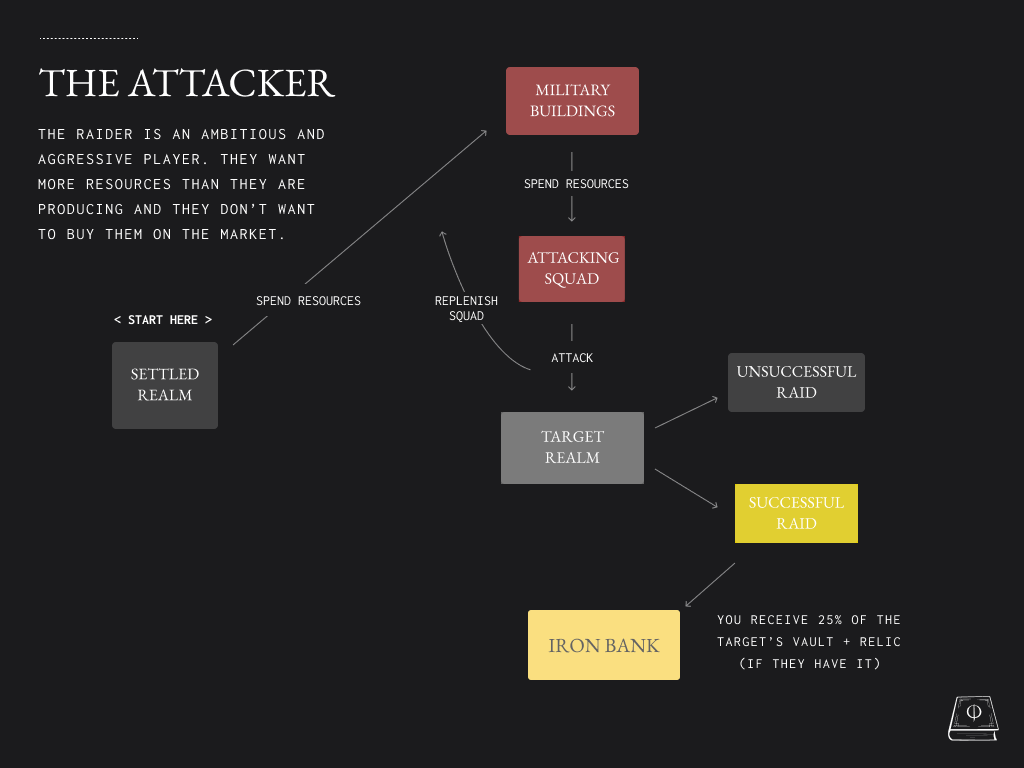 THE ATTACKER
THE RAIDER IS AN AMBITIOUS AND
AGGRESSIVE PLAYER. THEY WANT
MORE RESOURCES THAN THEY ARE
PRODUCING AND THEY DON'T WANT
TO BUY THEM ON THE MARKET.
MILITARY
BUILDINGS
SPEND RESOURCES
ATTACKING
SQUAD
SPEND RESOURCES
REPLENISH
SQUAD
< START HERE >
SETTLED
REALM
ATTACK
TARGET
REALM
UNSUCCESSFUL
RAID
SUCCESSFUL
RAID
IRON BANK
YOU RECEIVE 25% OF THE
TARGET'S VAULT + RELIC
(IF THEY HAVE IT)